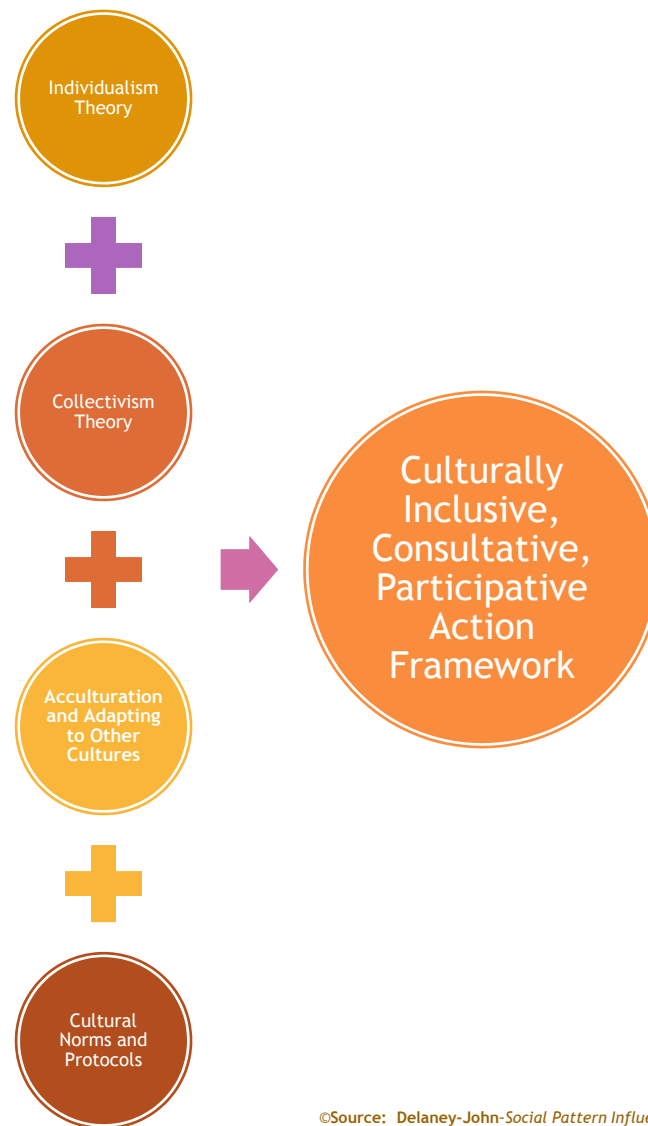 Individualism
Theory
Collectivism
Theory
Acculturation
and Adapting
to Other
Cultures
Cultural
Norms and
Protocols
Culturally
Inclusive,
Consultative,
Participative
Action
Framework
©Source: Delaney-John-Social Pattern